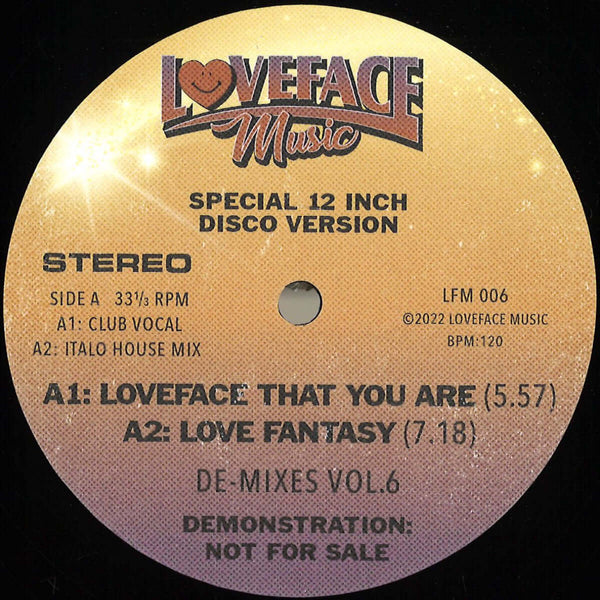 LOVEFACE
Music
SPECIAL 12 INCH
DISCO VERSION
STEREO
SIDE A 33⅓ RPM
A1: CLUB VOCAL
A2: ITALO HOUSE MIX
LFM 006
©2022 LOVEFACE MUSIC
BPM:120
A1: LOVEFACE THAT YOU ARE (5.57)
A2: LOVE FANTASY (7.18)
DE-MIXES VOL.6
DEMONSTRATION:
NOT FOR SALE